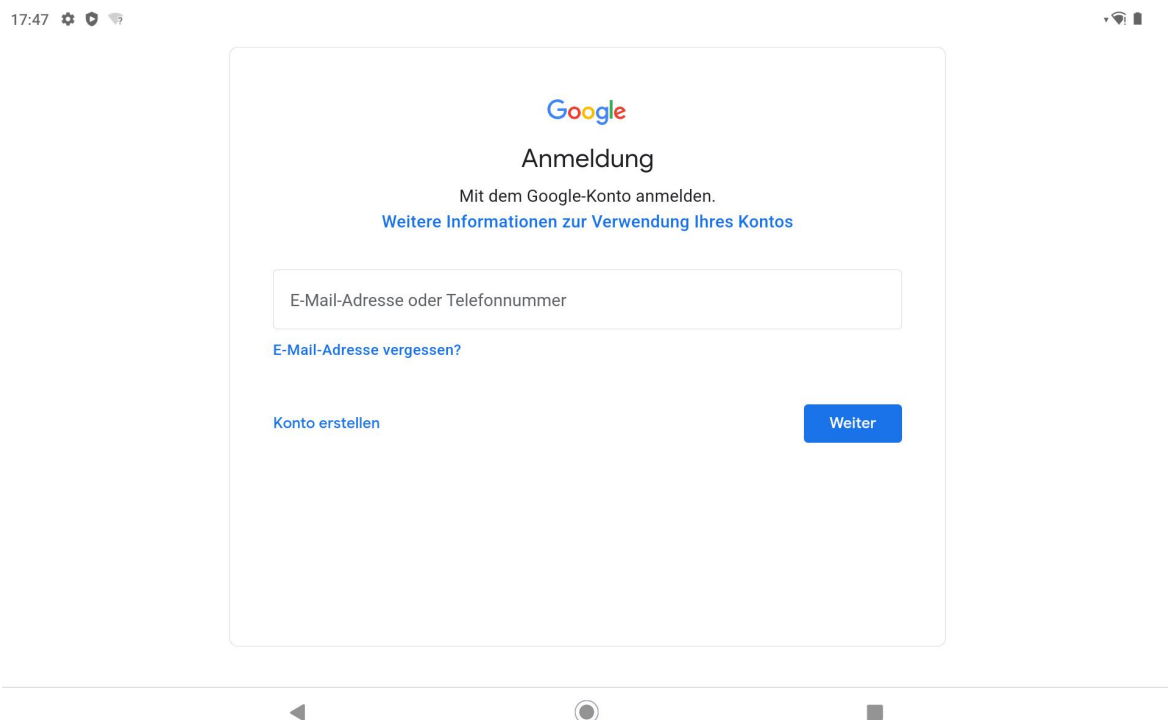 17:47
Google
Anmeldung
Mit dem Google-Konto anmelden.
Weitere Informationen zur Verwendung Ihres Kontos
E-Mail-Adresse oder Telefonnummer
E-Mail-Adresse vergessen?
Konto erstellen
Weiter